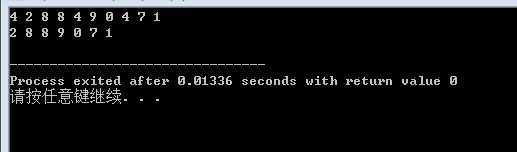 4 2 8 8 4 9 0 4 7 1
2 8 8 9 0 7 1
--------------------------------
Process exited after 0.01336 seconds with return value 0
请按任意键继续. . .